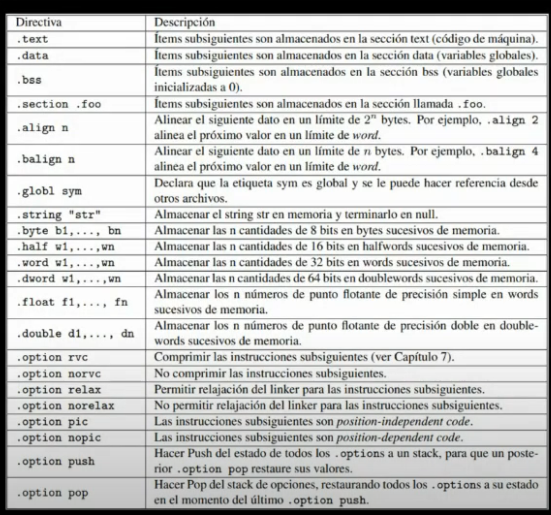 Directiva Descripción
.text Ítems subsiguientes son almacenados en la sección text (código de máquina).
.data Ítems subsiguientes son almacenados en la sección data (variables globales).
.bss Ítems subsiguientes son almacenados en la sección bss (variables globales
inicializadas a 0).
.section .foo Ítems subsiguientes son almacenados en la sección llamada .foo.
.align n Alinear el siguiente dato en un límite de 2ⁿ bytes. Por ejemplo, .align 2
alinea el próximo valor en un límite de word.
.balign n Alinear el siguiente dato en un límite de n bytes. Por ejemplo, .balign 4
alinea el próximo valor en un límite de word.
.globl sym Declara que la etiqueta sym es global y se le puede hacer referencia desde
otros archivos.
.string "str" Almacenar el string str en memoria y terminarlo en null.
.byte b1,..., bn Almacenar las n cantidades de 8 bits en bytes sucesivos de memoria.
.half w1,...,wn Almacenar las n cantidades de 16 bits en halfwords sucesivos de memoria.
.word w1,...,wn Almacenar las n cantidades de 32 bits en words sucesivos de memoria.
.dword w1,...,wn Almacenar las n cantidades de 64 bits en doublewords sucesivos de memoria.
.float f1,..., fn Almacenar los n números de punto flotante de precisión simple en words
sucesivos de memoria.
.double d1,..., dn Almacenar los n números de punto flotante de precisión doble en double-
words sucesivos de memoria.
.option rvc Comprimir las instrucciones subsiguientes (ver Capítulo 7).
.option norvc No comprimir las instrucciones subsiguientes.
.option relax Permitir relajación del linker para las instrucciones subsiguientes.
.option norelax No permitir relajación del linker para las instrucciones subsiguientes.
.option pic Las instrucciones subsiguientes son position-independent code.
.option nopic Las instrucciones subsiguientes son position-dependent code.
.option push Hacer Push del estado de todos los .options a un stack, para que un poste-
rior .option pop restaure sus valores.
.option pop Hacer Pop del stack de opciones, restaurando todos los .options a su estado
en el momento del último .option push.